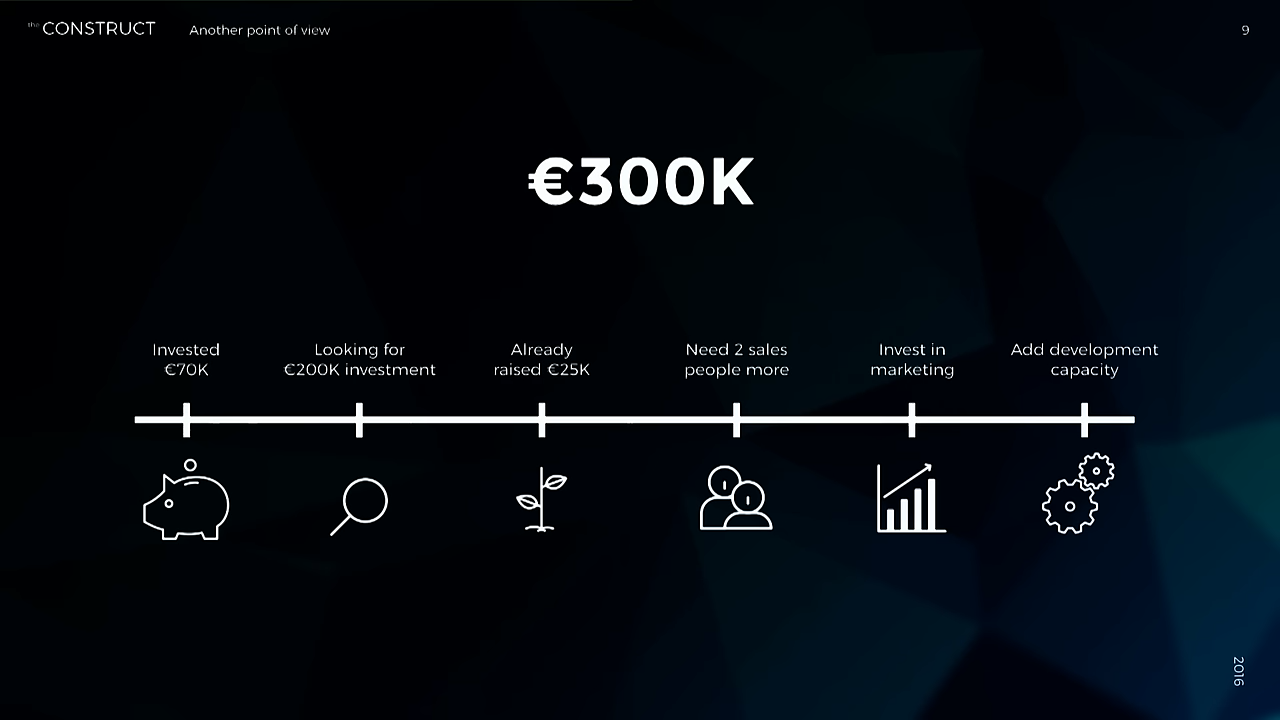 the CONSTRUCT Another point of view 9
€300K
Invested
€70K
Looking for
€200K investment
Already
raised €25K
Need 2 sales
people more
Invest in
marketing
Add development
capacity
2016